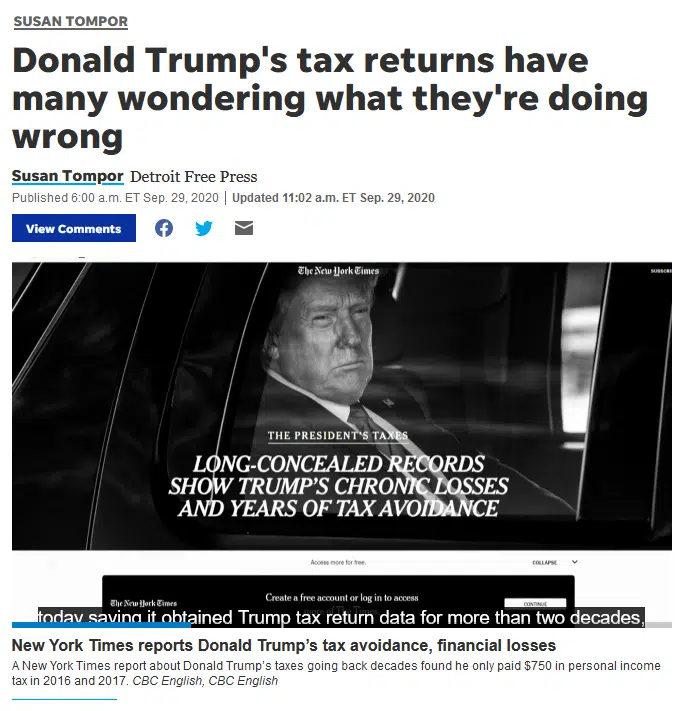 SUSAN TOMPOR
Donald Trump's tax returns have
many wondering what they're doing
wrong
Susan Tompor Detroit Free Press
Published 6:00 a.m. ET Sep. 29, 2020 | Updated 11:02 a.m. ET Sep. 29, 2020
View Comments
The New York Times
SUBSCRI
THE PRESIDENT'S TAXES
LONG-CONCEALED RECORDS
SHOW TRUMP'S CHRONIC LOSSES
AND YEARS OF TAX AVOIDANCE
Access more for free.
COLLAPSE
The New York Times
Create a free account or log in to access
CONTINUE
more of The Times.
today saying it obtained Trump tax return data for more than two decades,
New York Times reports Donald Trump's tax avoidance, financial losses
A New York Times report about Donald Trump's taxes going back decades found he only paid $750 in personal income
tax in 2016 and 2017. CBC English, CBC English